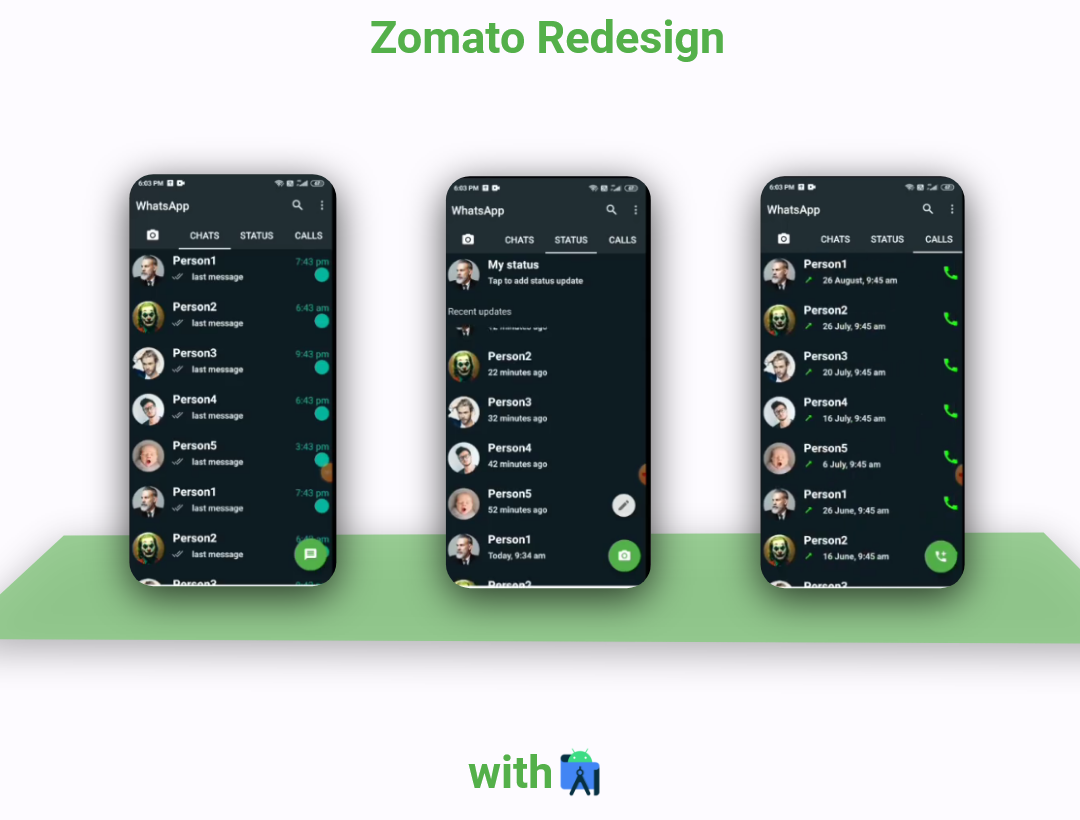 Zomato Redesign
6:03 PM
WhatsApp
CHATS STATUS CALLS
Person1 7:43 pm
last message
Person2 6:43 am
last message
Person3 9:43 pm
last message
Person4 6:43 pm
last message
Person5 3:43 pm
last message
Person1 7:43 pm
last message
Person2
last message
Person3
6:03 PM
WhatsApp
CHATS STATUS CALLS
My status
Tap to add status update
Recent updates
minutes ago
Person2
22 minutes ago
Person3
32 minutes ago
Person4
42 minutes ago
Person5
52 minutes ago
Person1
Today, 9:34 am
Person2
6:03 PM
WhatsApp
CHATS STATUS CALLS
Person1
26 August, 9:45 am
Person2
26 July, 9:45 am
Person3
20 July, 9:45 am
Person4
16 July, 9:45 am
Person5
6 July, 9:45 am
Person1
26 June, 9:45 am
Person2
16 June, 9:45 am
Person3
with